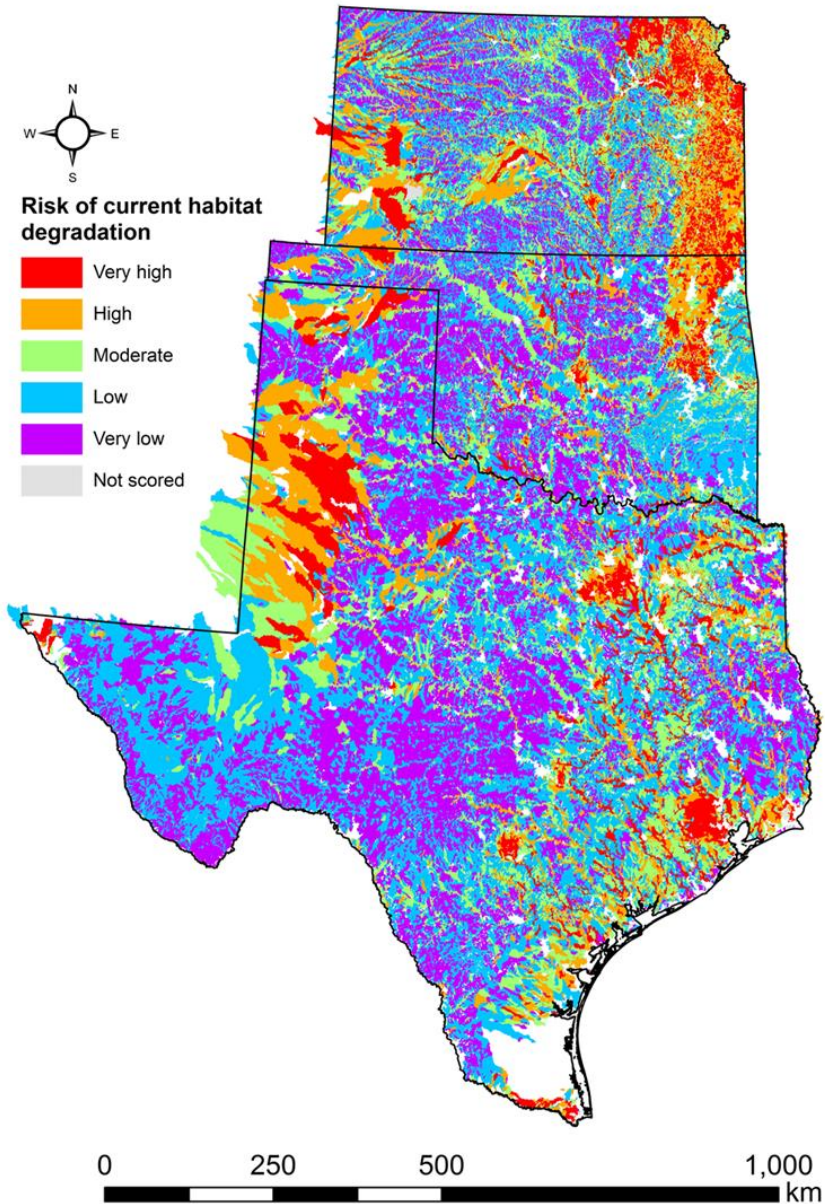 N
W E
S
Risk of current habitat
degradation
Very high
High
Moderate
Low
Very low
Not scored
0 250 500 1,000
km